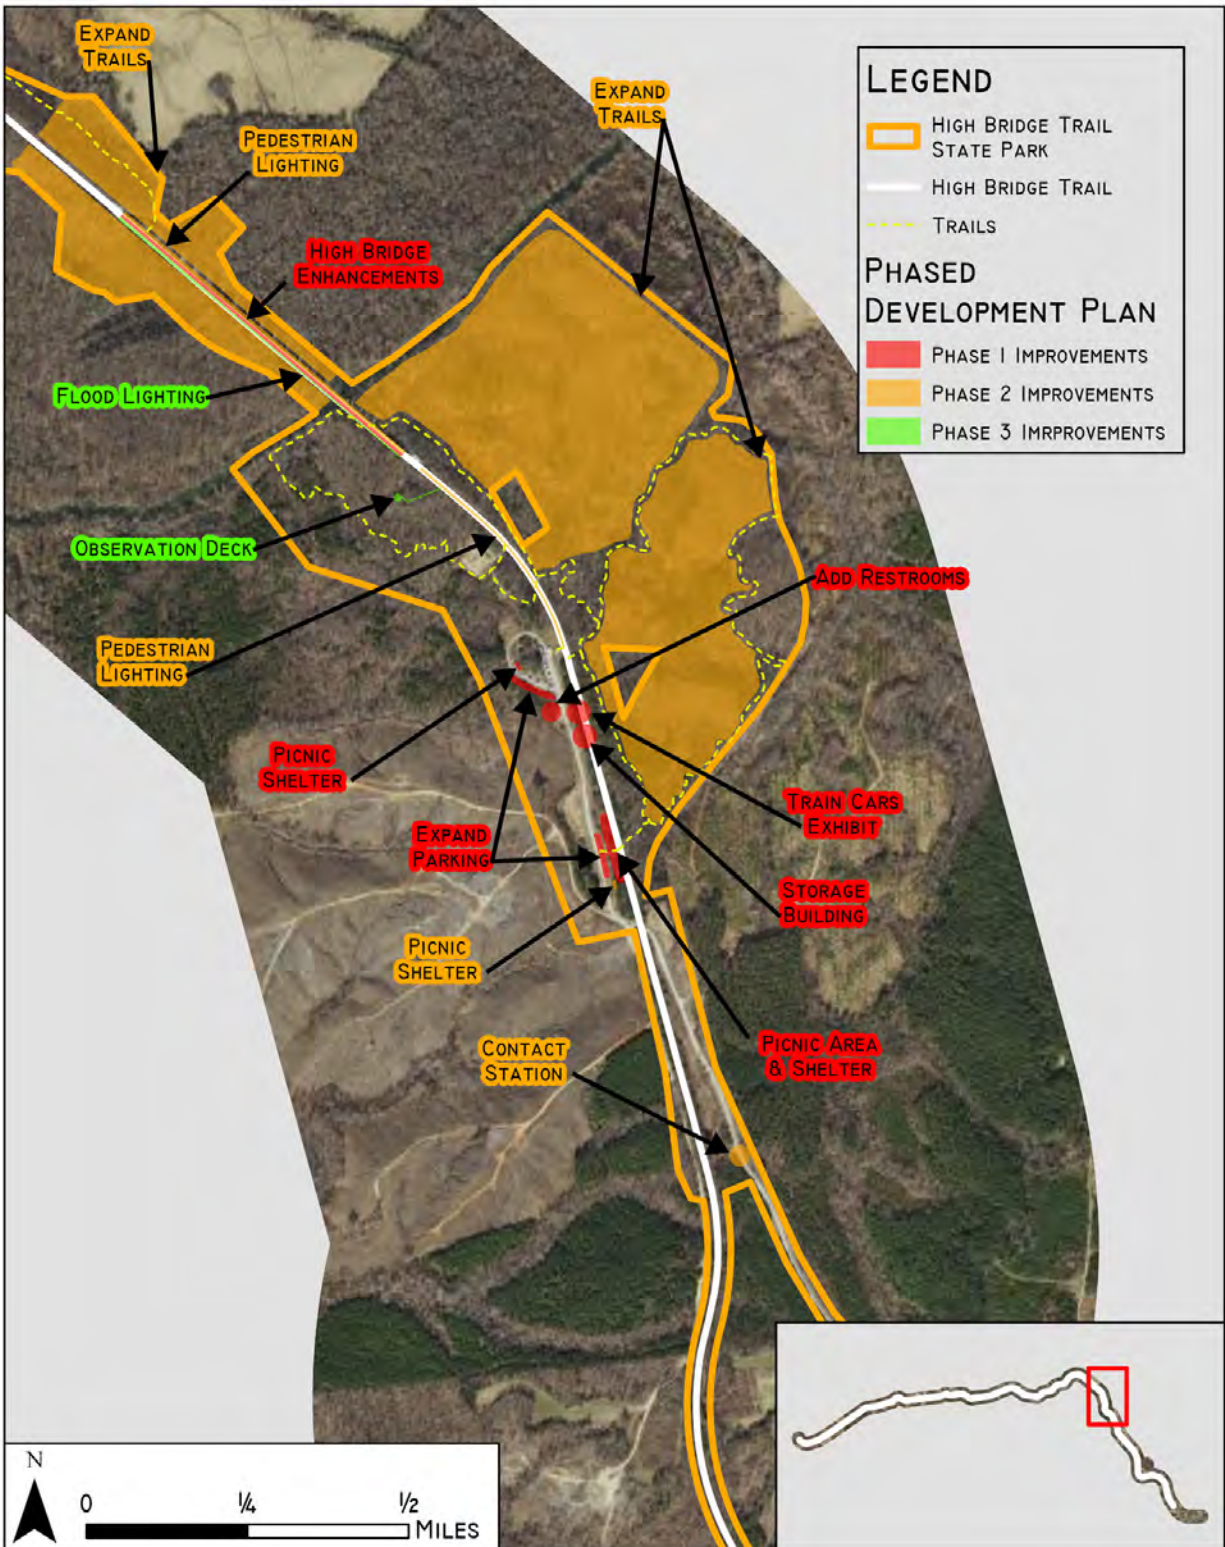 EXPAND
TRAILS
PEDESTRIAN
LIGHTING
HIGH BRIDGE
ENHANCEMENTS
FLOOD LIGHTING
OBSERVATION DECK
PEDESTRIAN
LIGHTING
PICNIC
SHELTER
EXPAND
PARKING
PICNIC
SHELTER
CONTACT
STATION
EXPAND
TRAILS
ADD RESTROOMS
TRAIN CARS
EXHIBIT
STORAGE
BUILDING
PICNIC AREA
& SHELTER
LEGEND
HIGH BRIDGE TRAIL
STATE PARK
HIGH BRIDGE TRAIL
TRAILS
PHASED
DEVELOPMENT PLAN
PHASE 1 IMPROVEMENTS
PHASE 2 IMPROVEMENTS
PHASE 3 IMRPROVEMENTS
N
0 1/4 1/2
MILES